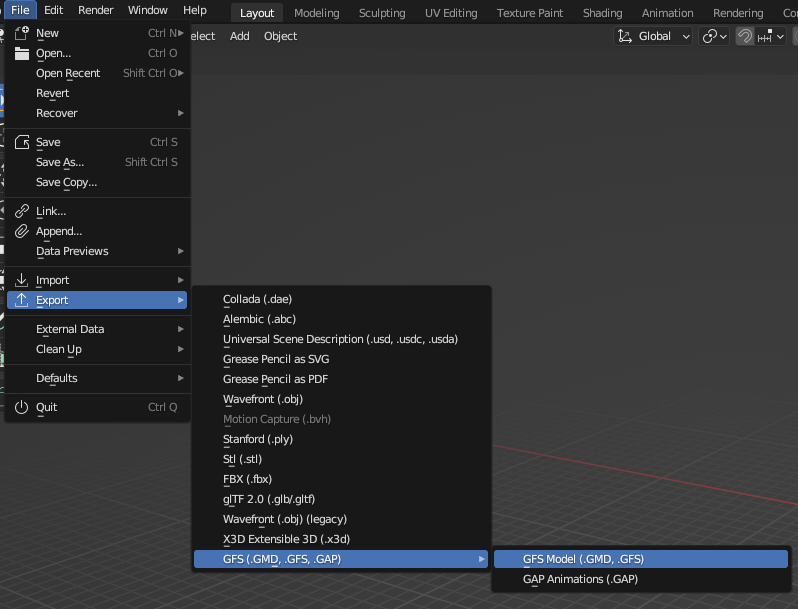 File Edit Render Window Help Layout Modeling Sculpting UV Editing Texture Paint Shading Animation Rendering
New Ctrl N
elect Add Object Global
Open... Ctrl O
Open Recent Shift Ctrl O
Revert
Recover
Save Ctrl S
Save As... Shift Ctrl S
Save Copy...
Link...
Append...
Data Previews
Import
Export
External Data
Clean Up
Defaults
Quit Ctrl Q
Collada (.dae)
Alembic (.abc)
Universal Scene Description (.usd, .usdc, .usda)
Grease Pencil as SVG
Grease Pencil as PDF
Wavefront (.obj)
Motion Capture (.bvh)
Stanford (.ply)
Stl (.stl)
FBX (.fbx)
glTF 2.0 (.glb/.gltf)
Wavefront (.obj) (legacy)
X3D Extensible 3D (.x3d)
GFS (.GMD, .GFS, .GAP)
GFS Model (.GMD, .GFS)
GAP Animations (.GAP)